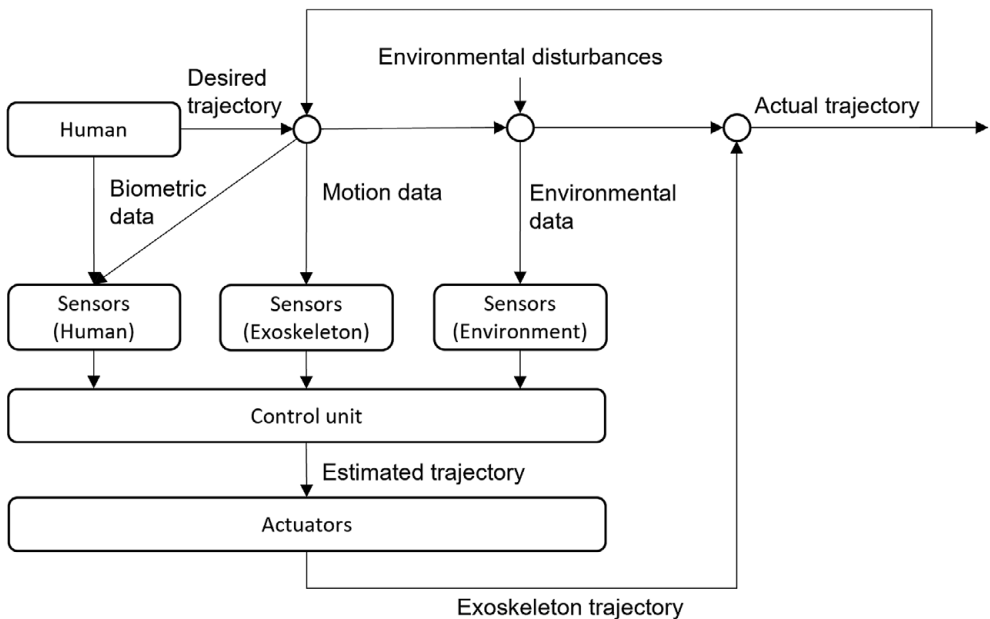 Environmental disturbances
Desired
trajectory
Actual trajectory
Human
Biometric
data
Motion data
Environmental
data
Sensors
(Human)
Sensors
(Exoskeleton)
Sensors
(Environment)
Control unit
Estimated trajectory
Actuators
Exoskeleton trajectory